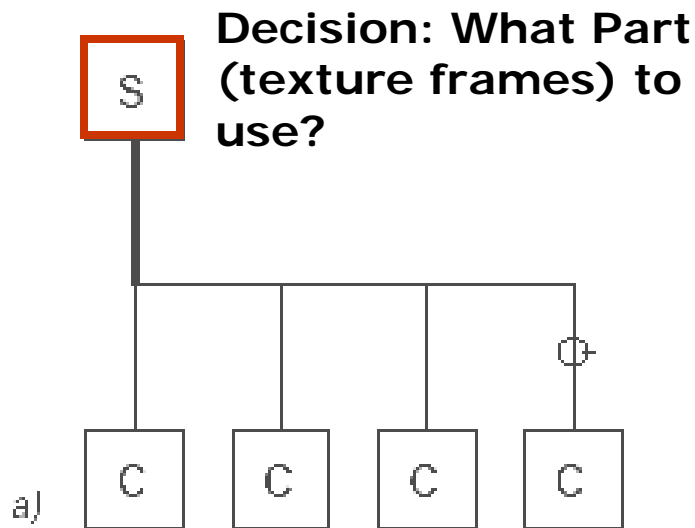 Decision: What Part
(texture frames) to
use?
S
C C C C
a)